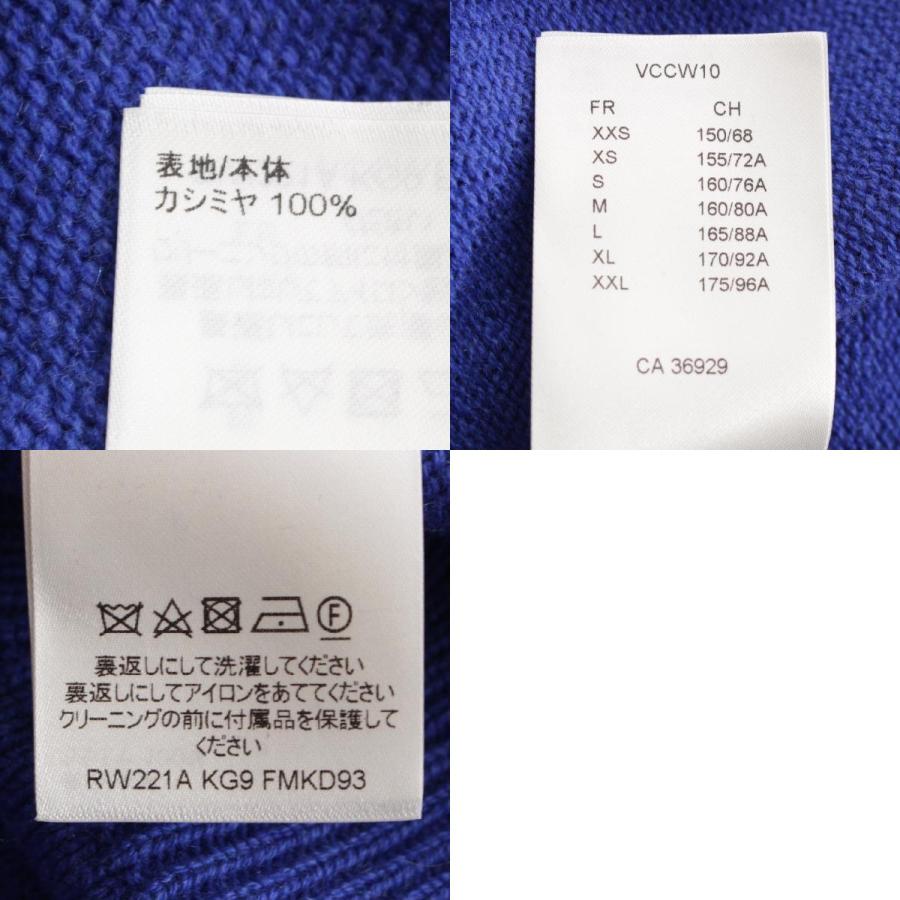 表地/本体
カシミヤ 100%
VCCW10
FR CH
XXS 150/68
XS 155/72A
S 160/76A
M 160/80A
L 165/88A
XL 170/92A
XXL 175/96A
CA 36929
F
裏返しにして洗濯してください
裏返しにしてアイロンをあててください
クリーニングの前に付属品を保護して
ください
RW221A KG9 FMKD93